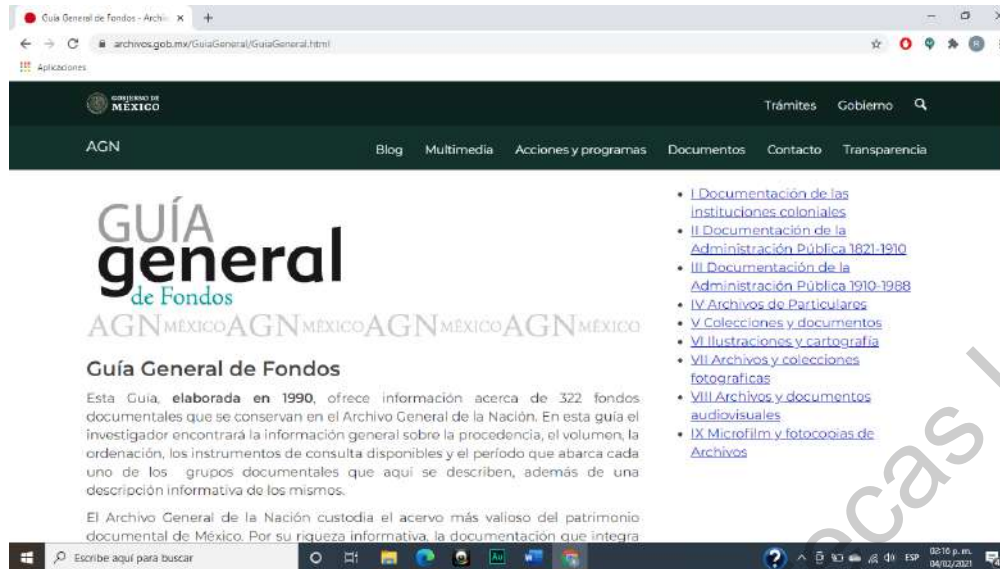 Guía General de Fondos - Archi
archivos.gob.mx/GuiaGeneral/GuiaGeneral.html
Aplicaciones
GOBIERNO DE
MÉXICO
Trámites Gobierno
AGN
Blog Multimedia Acciones y programas Documentos Contacto Transparencia
GUÍA
general
de Fondos
AGN MÉXICO AGN MÉXICO AGN MÉXICO AGN MÉXICO
Guía General de Fondos
Esta Guia, elaborada en 1990, ofrece información acerca de 322 fondos
documentales que se conservan en el Archivo General de la Nación. En esta guía el
investigador encontrará la información general sobre la procedencia, el volumen, la
ordenación, los instrumentos de consulta disponibles y el período que abarca cada
uno de los grupos documentales que aquí se describen, además de una
descripción informativa de los mismos.
El Archivo General de la Nación custodia el acervo más valioso del patrimonio
documental de México. Por su riqueza informativa, la documentación que integra
I Documentación de las
instituciones coloniales
II Documentación de la
Administración Pública 1821-1910
III Documentación de la
Administración Pública 1910-1988
IV Archivos de Particulares
V Colecciones y documentos
VI Ilustraciones y cartografía
VII Archivos y colecciones
fotograficas
VIII Archivos y documentos
audiovisuales
IX Microfilm y fotocopias de
Archivos
Escribe aquí para buscar
Au
ESP
02:16 p. m.
04/02/2021
ecas